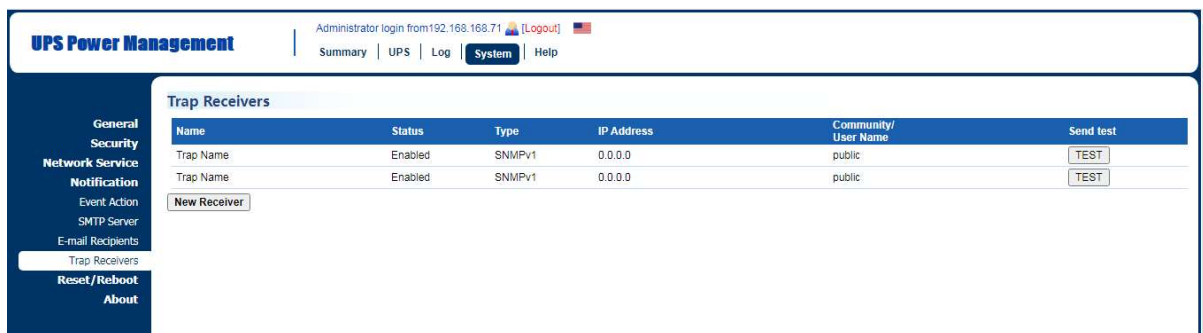 UPS Power Management
Administrator login from192.168.168.71 [Logout]
Summary | UPS | Log | System | Help
General
Security
Network Service
Notification
Event Action
SMTP Server
E-mail Recipients
Trap Receivers
Reset/Reboot
About
Trap Receivers
Name Status Type IP Address Community/ User Name Send test
Trap Name Enabled SNMPv1 0.0.0.0 public TEST
Trap Name Enabled SNMPv1 0.0.0.0 public TEST
New Receiver